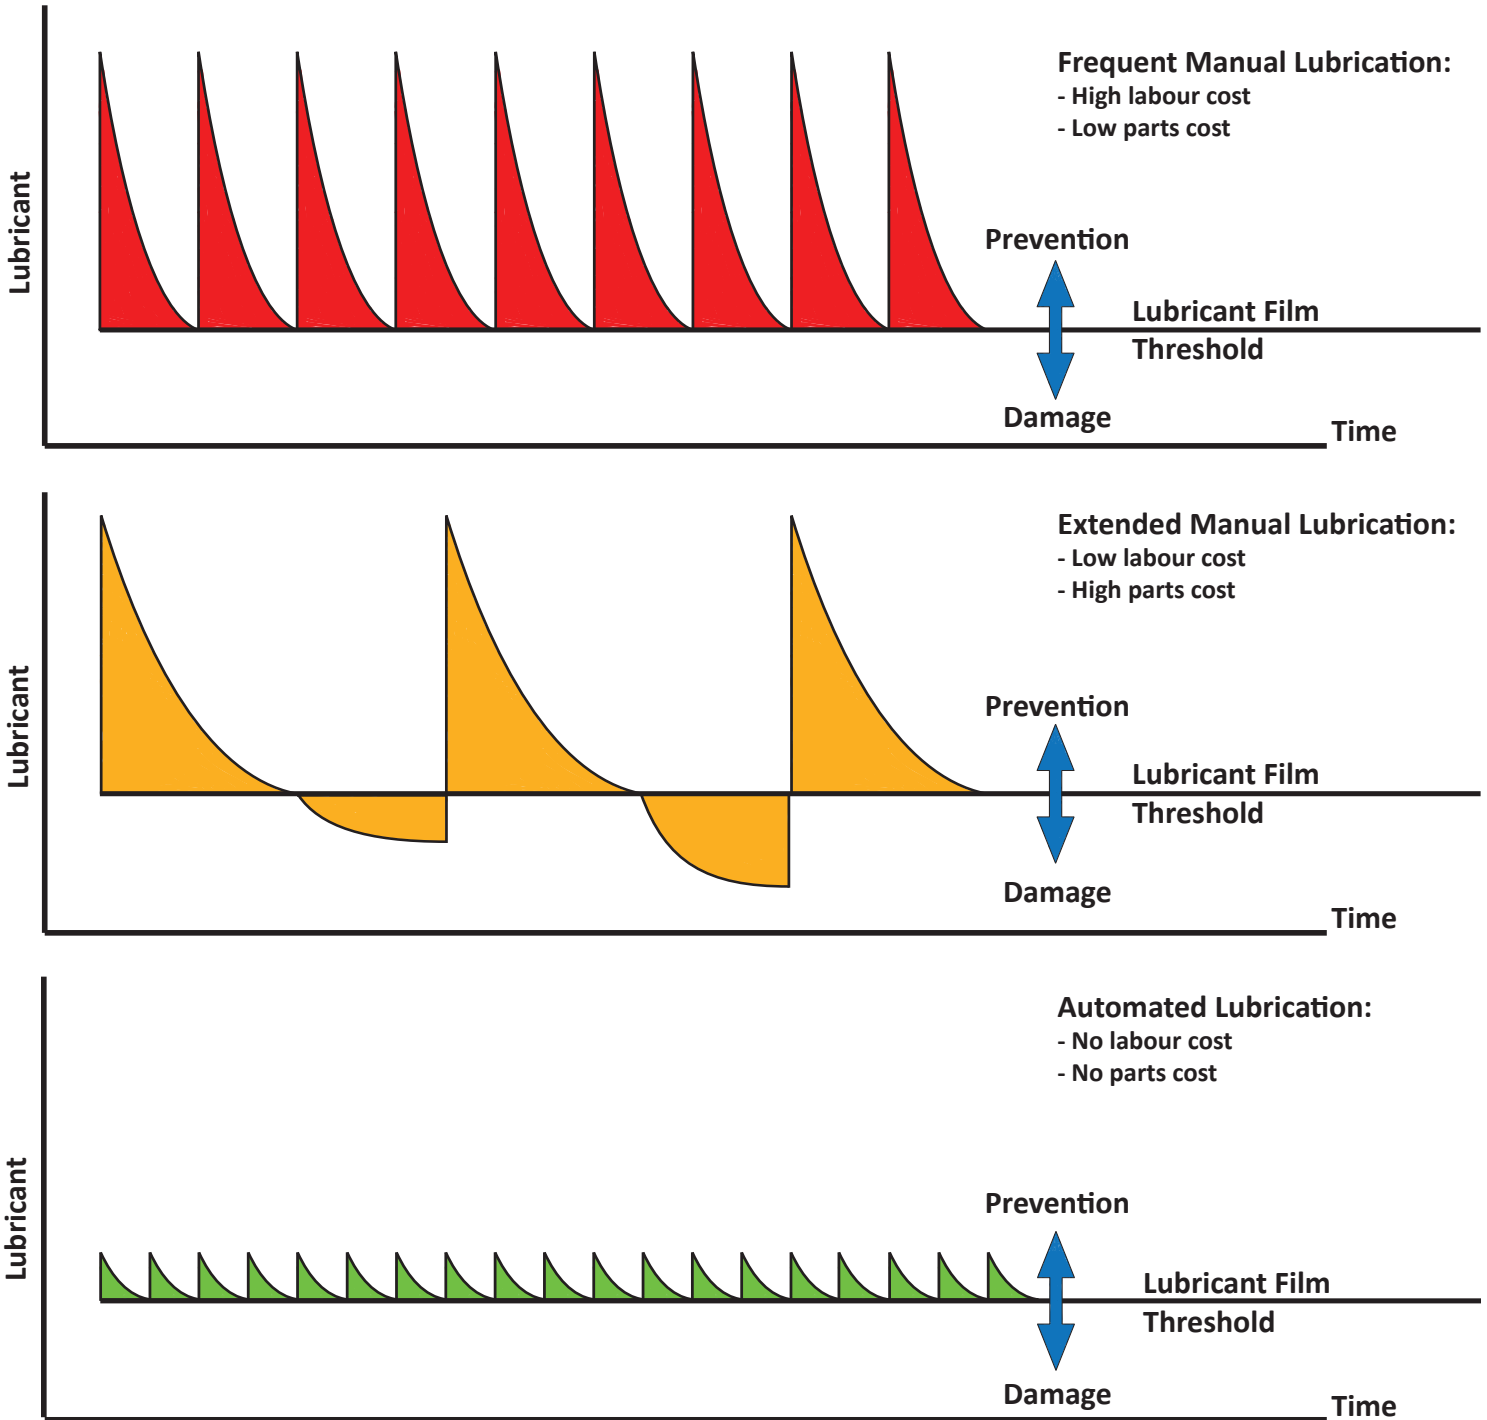 Frequent Manual Lubrication:
- High labour cost
- Low parts cost
Lubricant
Prevention
Lubricant Film
Threshold
Damage
Time
Extended Manual Lubrication:
- Low labour cost
- High parts cost
Lubricant
Prevention
Lubricant Film
Threshold
Damage
Time
Automated Lubrication:
- No labour cost
- No parts cost
Lubricant
Prevention
Lubricant Film
Threshold
Damage
Time